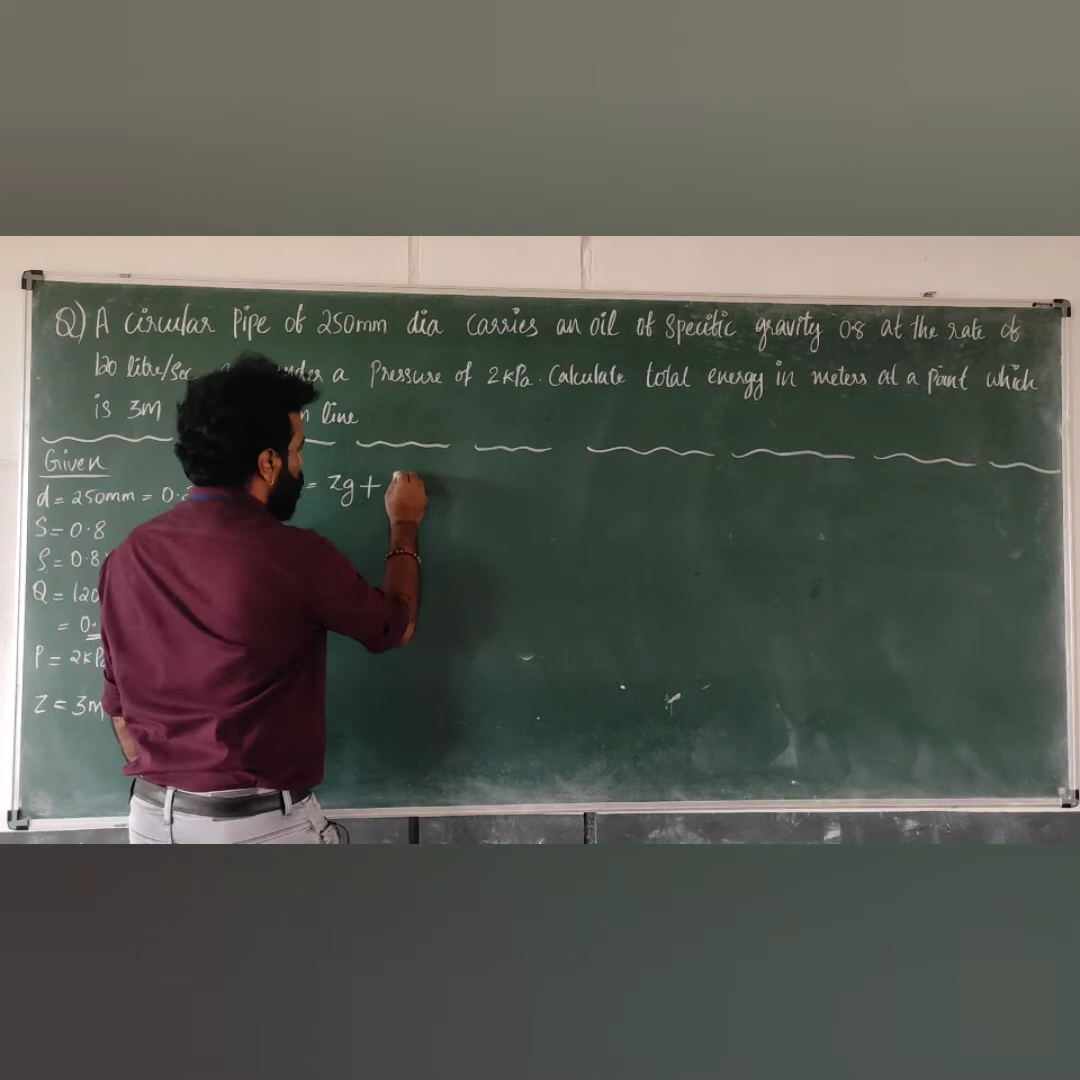 Q) A circular Pipe of 250mm dia carries an oil of specific gravity 0.8 at the rate of
120 litre/sec under a Pressure of 2kPa. Calculate total energy in meters at a point which
is 3m line
Given
d = 250mm = 0.2 = zg +
S = 0.8
ρ = 0.8
Q = 120
= 0.
P = 2kPa
Z = 3m